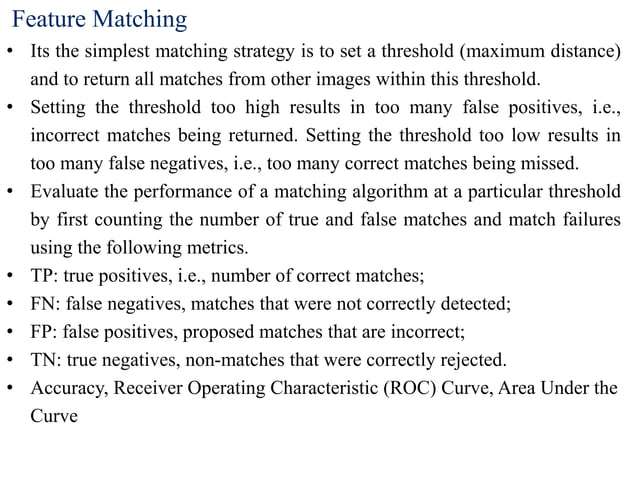 Feature Matching
• Its the simplest matching strategy is to set a threshold (maximum distance)
and to return all matches from other images within this threshold.
• Setting the threshold too high results in too many false positives, i.e.,
incorrect matches being returned. Setting the threshold too low results in
too many false negatives, i.e., too many correct matches being missed.
• Evaluate the performance of a matching algorithm at a particular threshold
by first counting the number of true and false matches and match failures
using the following metrics.
• TP: true positives, i.e., number of correct matches;
• FN: false negatives, matches that were not correctly detected;
• FP: false positives, proposed matches that are incorrect;
• TN: true negatives, non-matches that were correctly rejected.
• Accuracy, Receiver Operating Characteristic (ROC) Curve, Area Under the
Curve